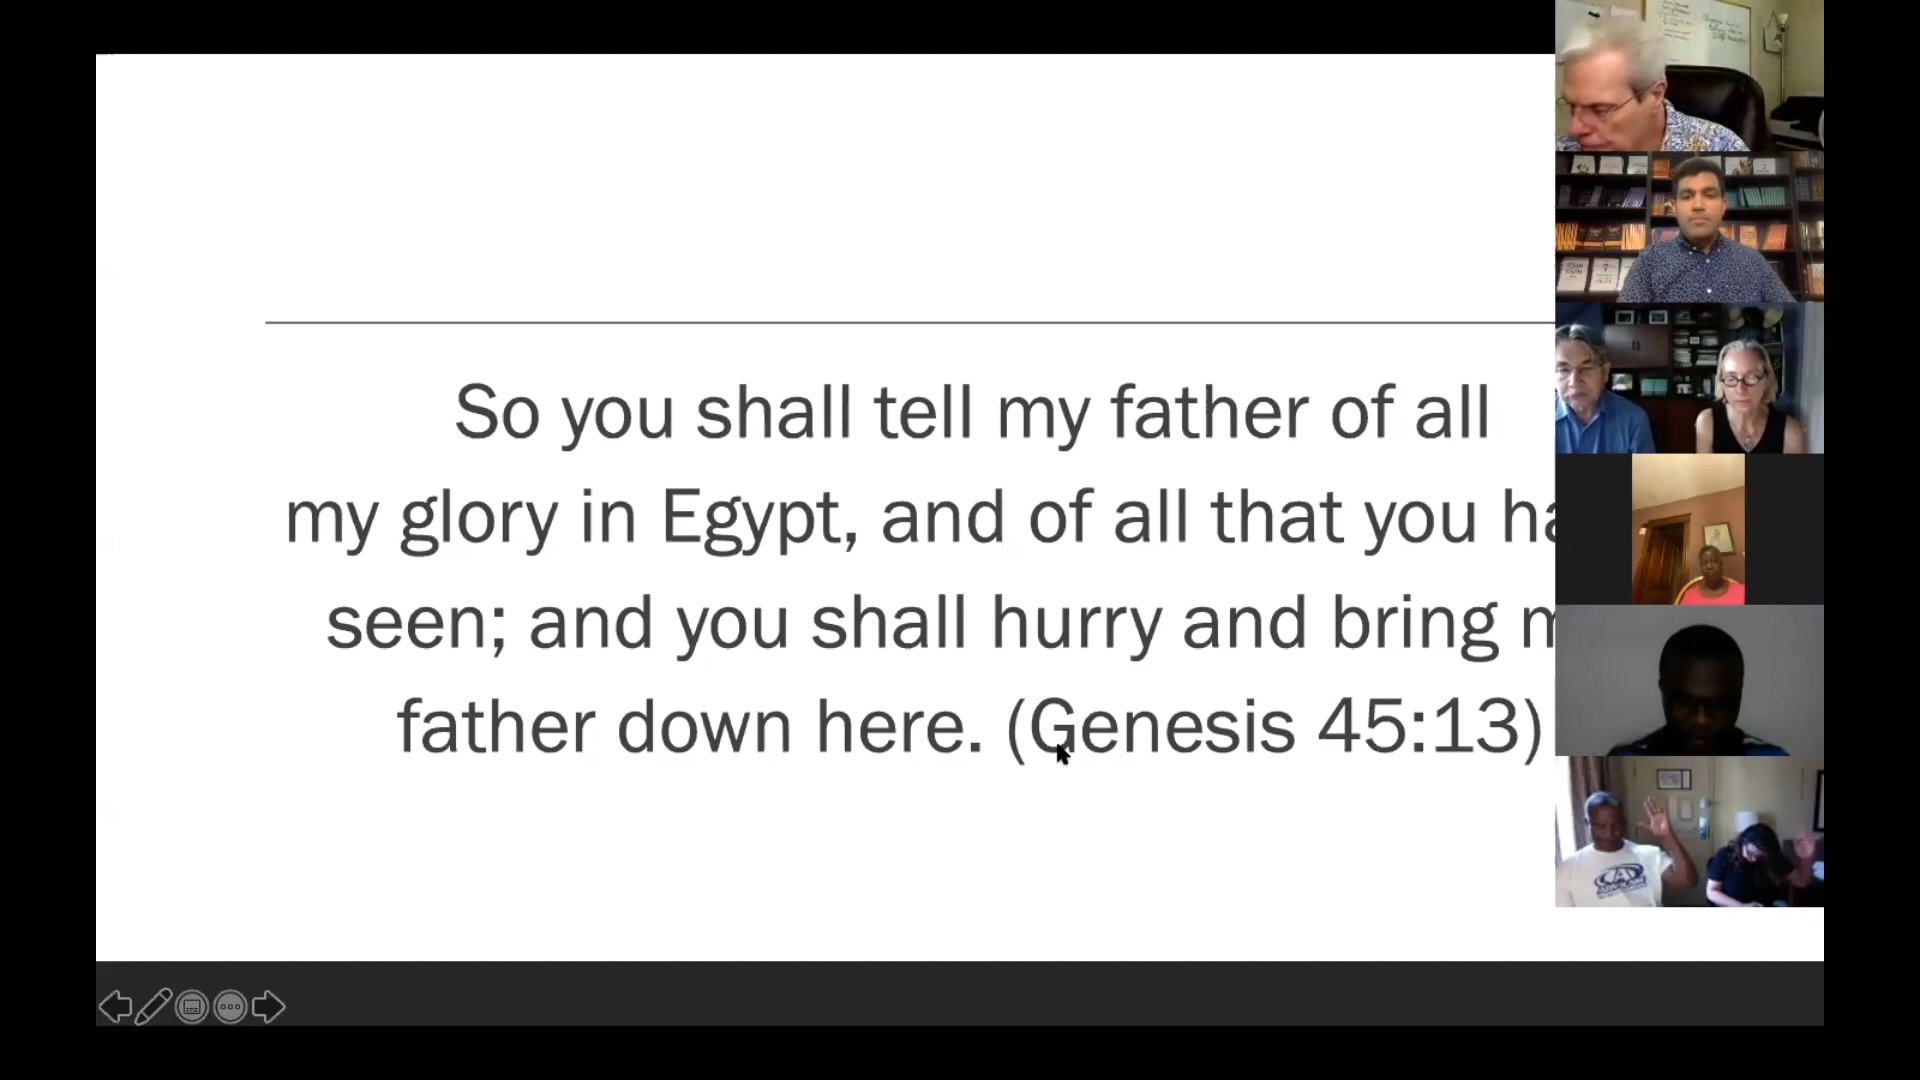 So you shall tell my father of all
my glory in Egypt, and of all that you
seen; and you shall hurry and bring
father down here. (Genesis 45:13)